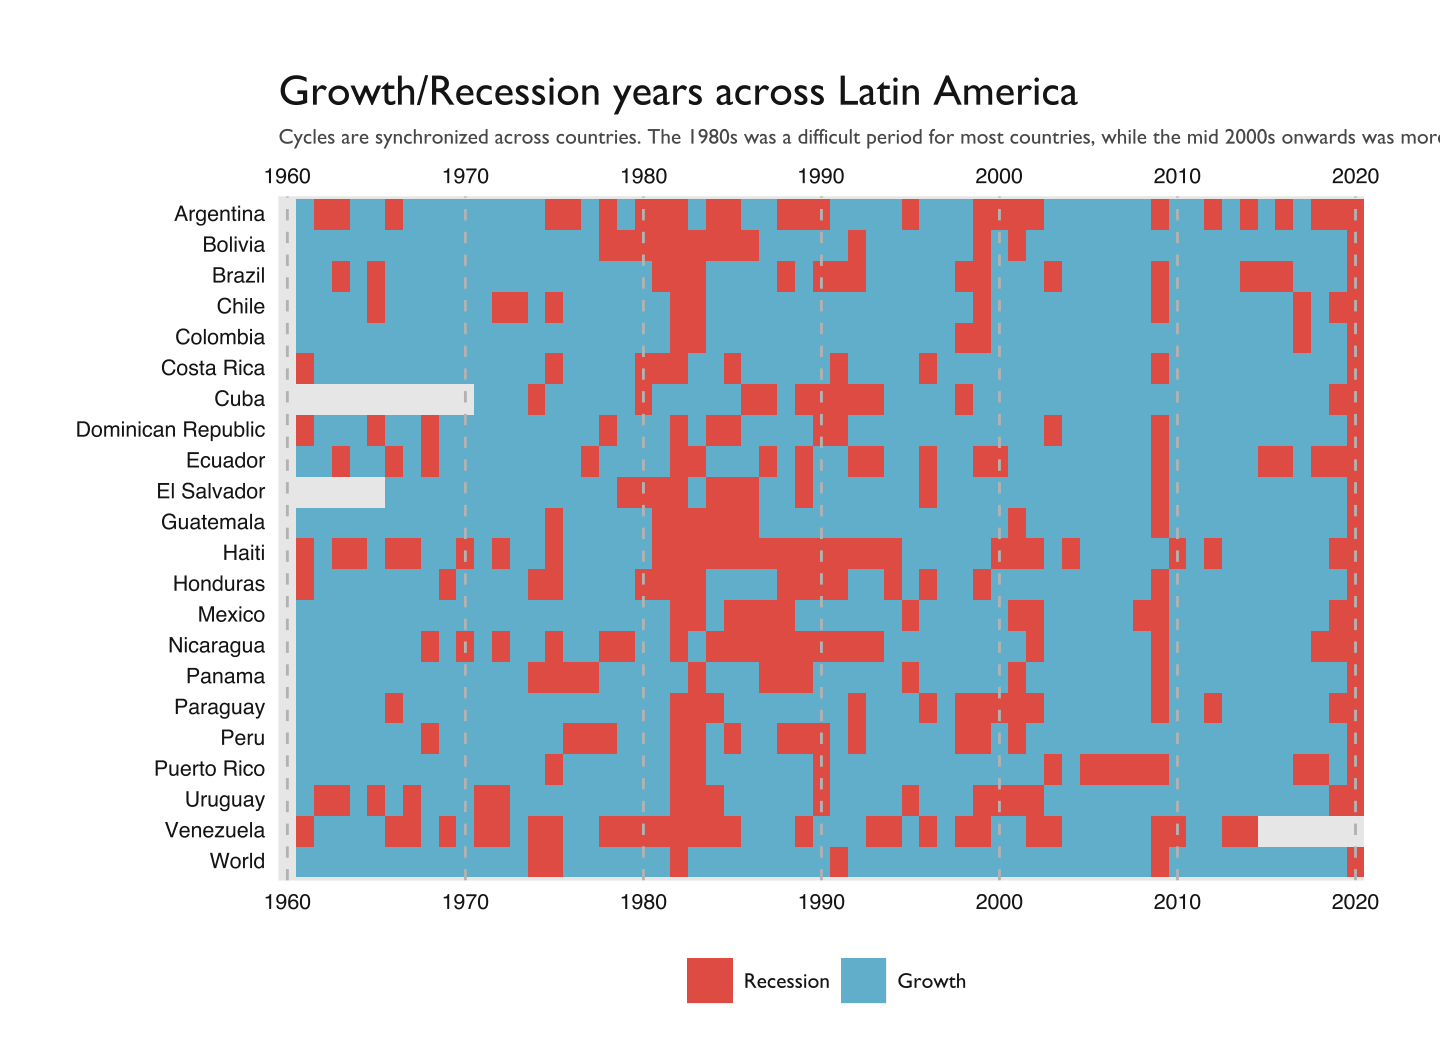 Growth/Recession years across Latin America
Cycles are synchronized across countries. The 1980s was a difficult period for most countries, while the mid 2000s onwards was more
1960 1970 1980 1990 2000 2010 2020
Argentina
Bolivia
Brazil
Chile
Colombia
Costa Rica
Cuba
Dominican Republic
Ecuador
El Salvador
Guatemala
Haiti
Honduras
Mexico
Nicaragua
Panama
Paraguay
Peru
Puerto Rico
Uruguay
Venezuela
World
1960 1970 1980 1990 2000 2010 2020
Recession Growth